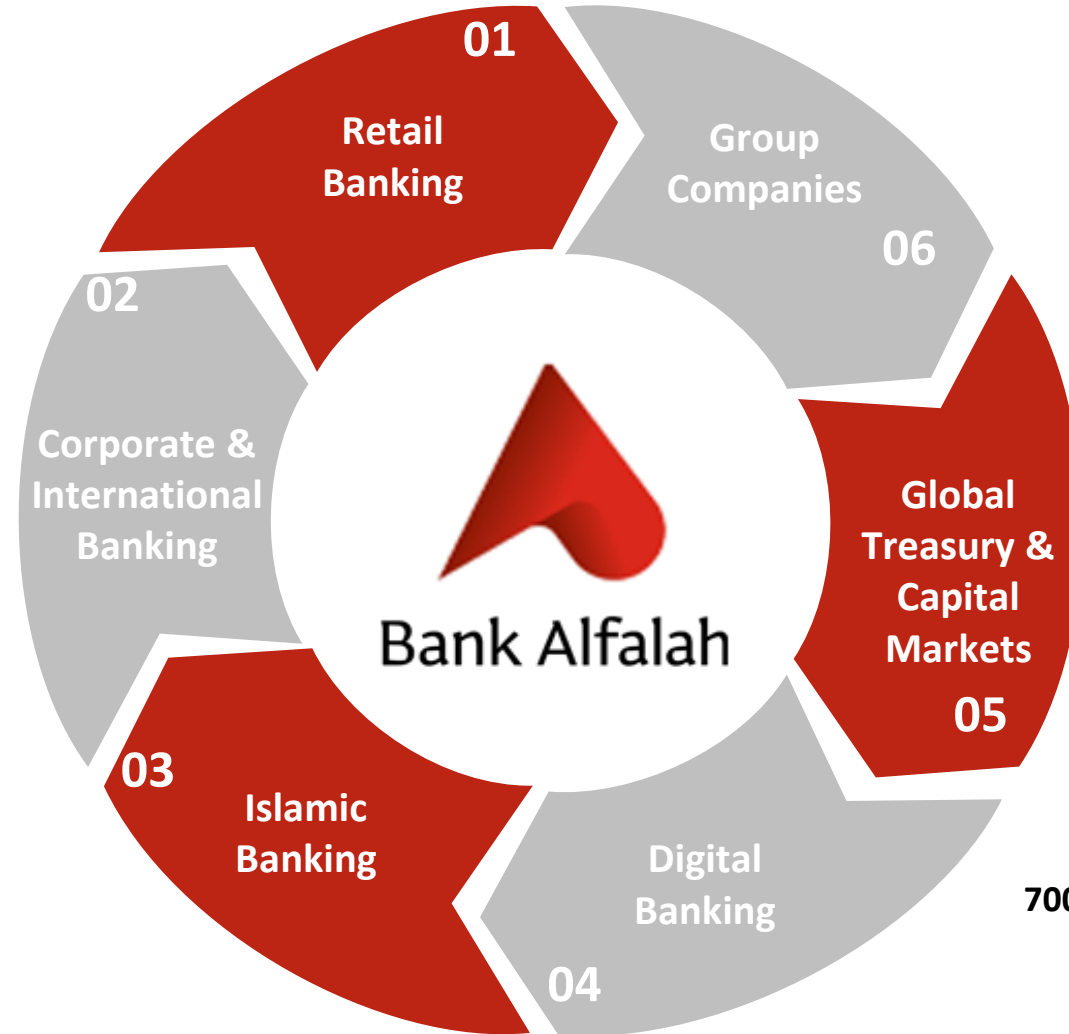 01
Retail
Banking
02
Corporate &
International
Banking
03
Islamic
Banking
04
Digital
Banking
05
Global
Treasury &
Capital
Markets
06
Group
Companies
Bank Alfalah
700